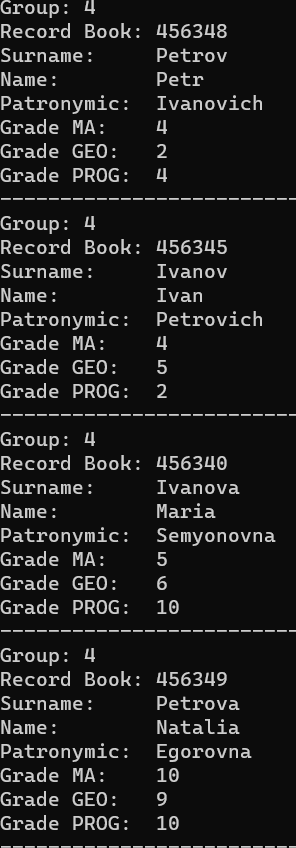 Group: 4
Record Book: 456348
Surname:     Petrov
Name:        Petr
Patronymic:  Ivanovich
Grade MA:    4
Grade GEO:   2
Grade PROG:  4
-------------------------
Group: 4
Record Book: 456345
Surname:     Ivanov
Name:        Ivan
Patronymic:  Petrovich
Grade MA:    4
Grade GEO:   5
Grade PROG:  2
-------------------------
Group: 4
Record Book: 456340
Surname:     Ivanova
Name:        Maria
Patronymic:  Semyonovna
Grade MA:    5
Grade GEO:   6
Grade PROG:  10
-------------------------
Group: 4
Record Book: 456349
Surname:     Petrova
Name:        Natalia
Patronymic:  Egorovna
Grade MA:    10
Grade GEO:   9
Grade PROG:  10
-------------------------